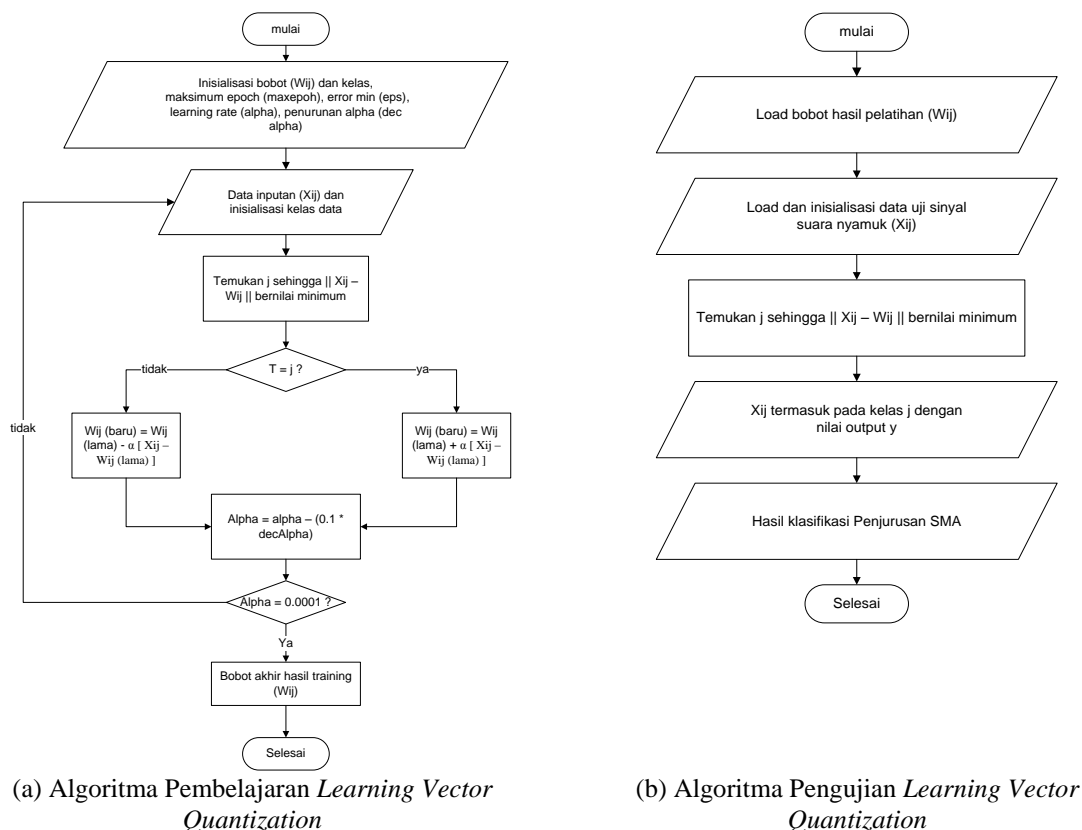 mulai
Inisialisasi bobot (Wij) dan kelas,
maksimum epoch (maxepoh), error min (eps),
learning rate (alpha), penurunan alpha (dec
alpha)
Data inputan (Xij) dan
inisialisasi kelas data
Temukan j sehingga || Xij –
Wij || bernilai minimum
T = j ?
tidak
ya
Wij (baru) = Wij
(lama) - α [ Xij –
Wij (lama) ]
Wij (baru) = Wij
(lama) + α [ Xij –
Wij (lama) ]
tidak
Alpha = alpha – (0.1 *
decAlpha)
Alpha = 0.0001 ?
Ya
Bobot akhir hasil training
(Wij)
Selesai
(a) Algoritma Pembelajaran Learning Vector
Quantization
mulai
Load bobot hasil pelatihan (Wij)
Load dan inisialisasi data uji sinyal
suara nyamuk (Xij)
Temukan j sehingga || Xij – Wij || bernilai minimum
Xij termasuk pada kelas j dengan
nilai output y
Hasil klasifikasi Penjurusan SMA
Selesai
(b) Algoritma Pengujian Learning Vector
Quantization